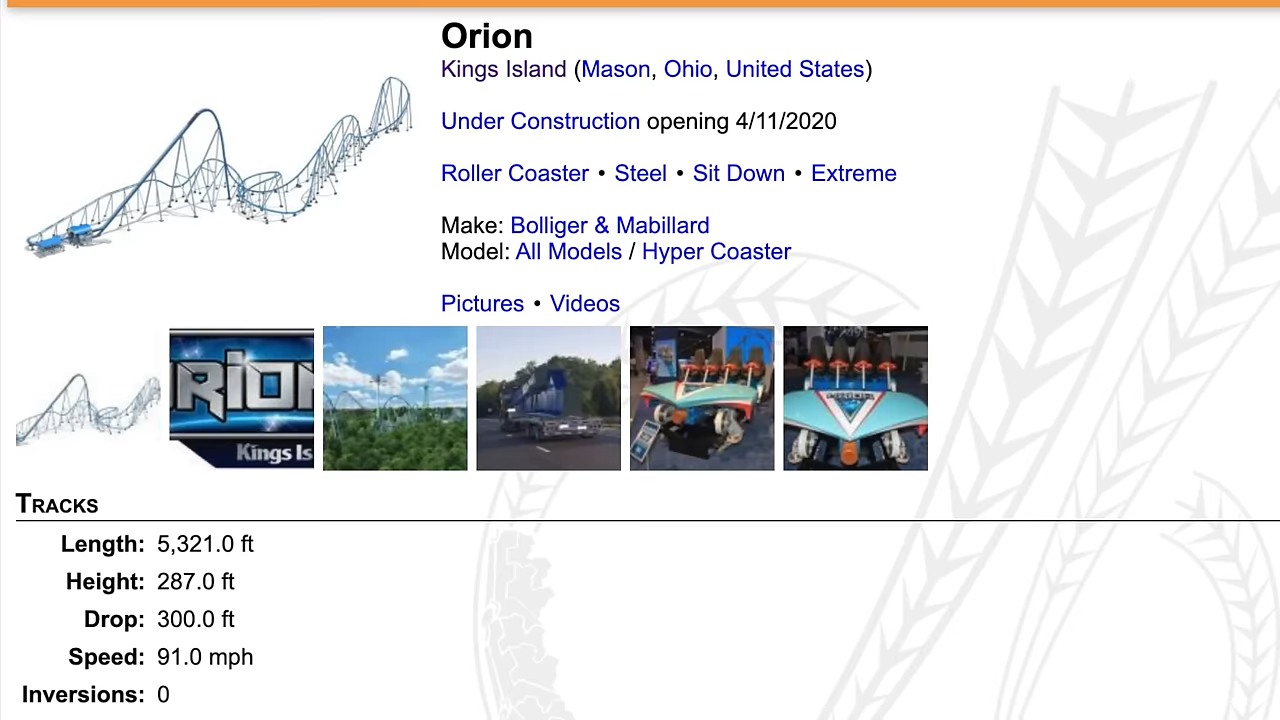 Orion
Kings Island (Mason, Ohio, United States)
Under Construction opening 4/11/2020
Roller Coaster • Steel • Sit Down • Extreme
Make: Bolliger & Mabillard
Model: All Models / Hyper Coaster
Pictures • Videos
RION
Kings Is
ORION
TRACKS
Length: 5,321.0 ft
Height: 287.0 ft
Drop: 300.0 ft
Speed: 91.0 mph
Inversions: 0